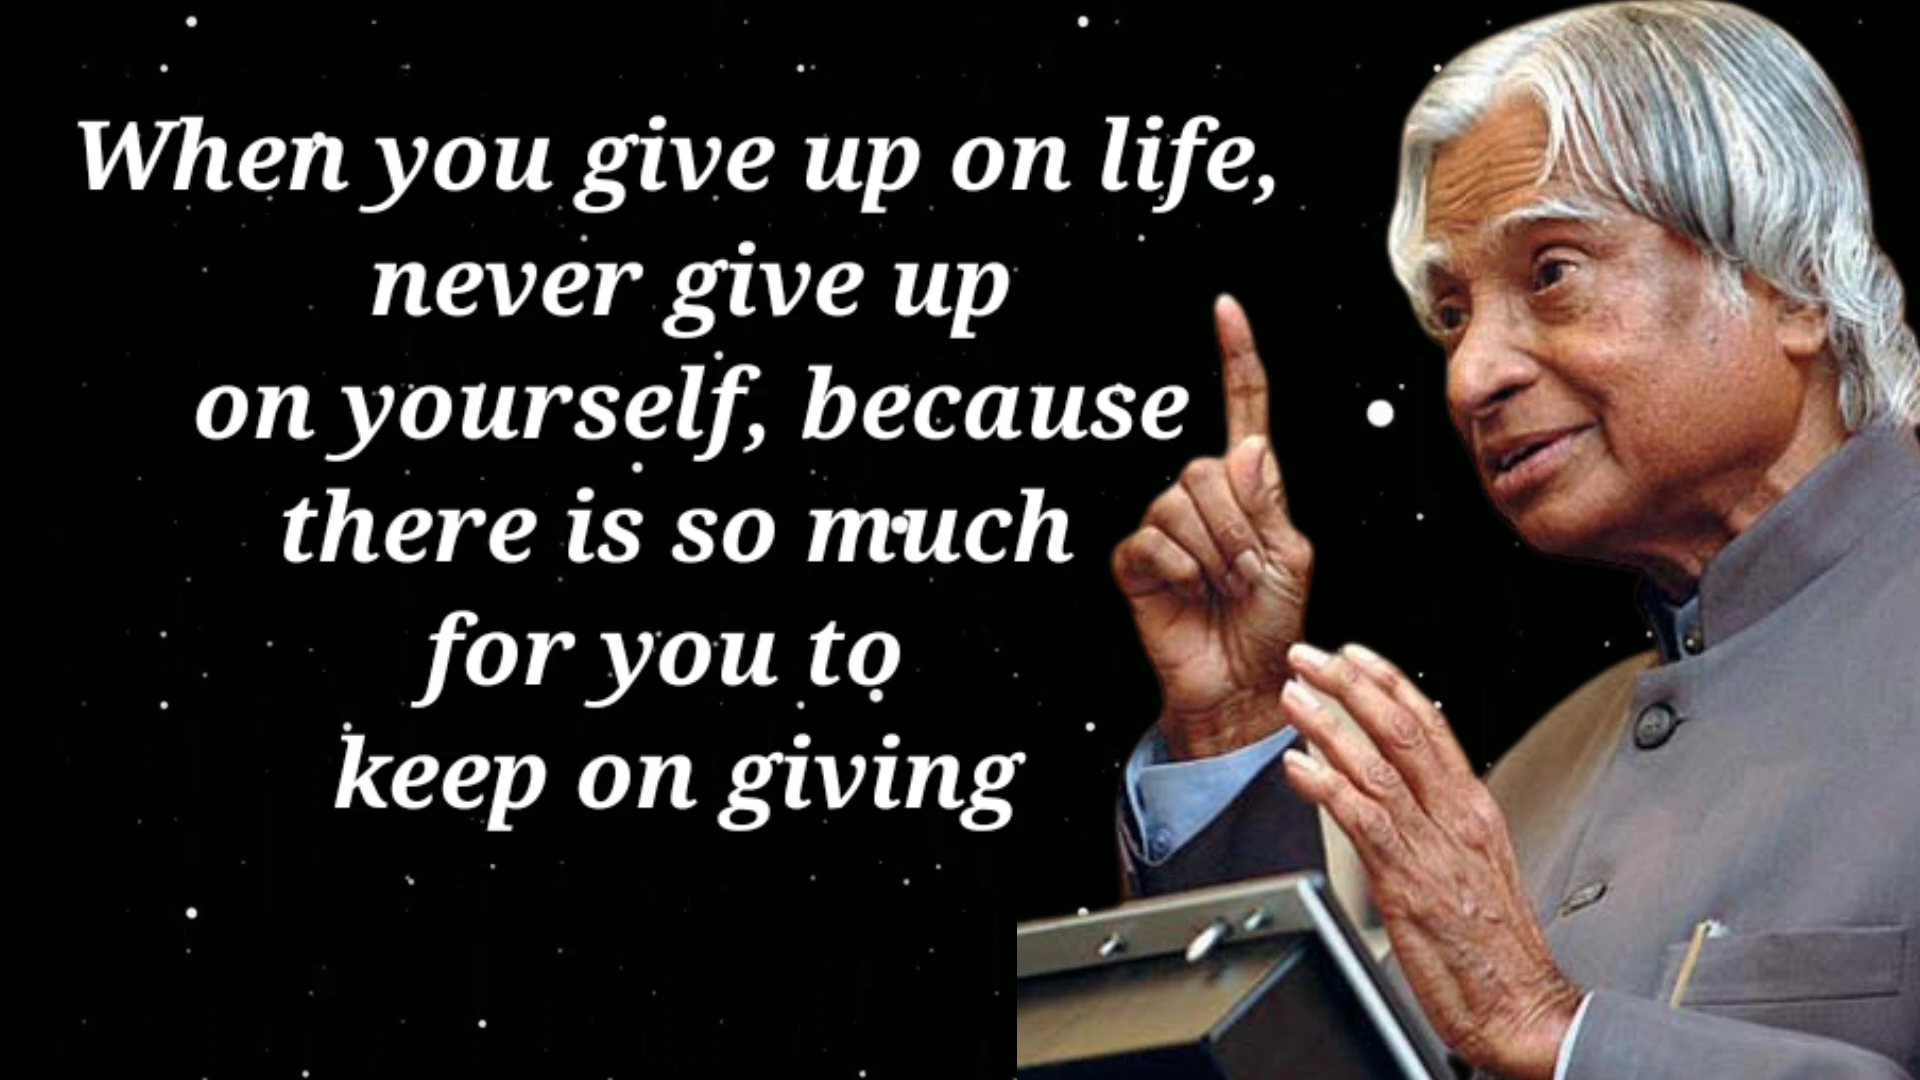 When you give up on life,
never give up
on yourself, because
there is so much
for you to
keep on giving